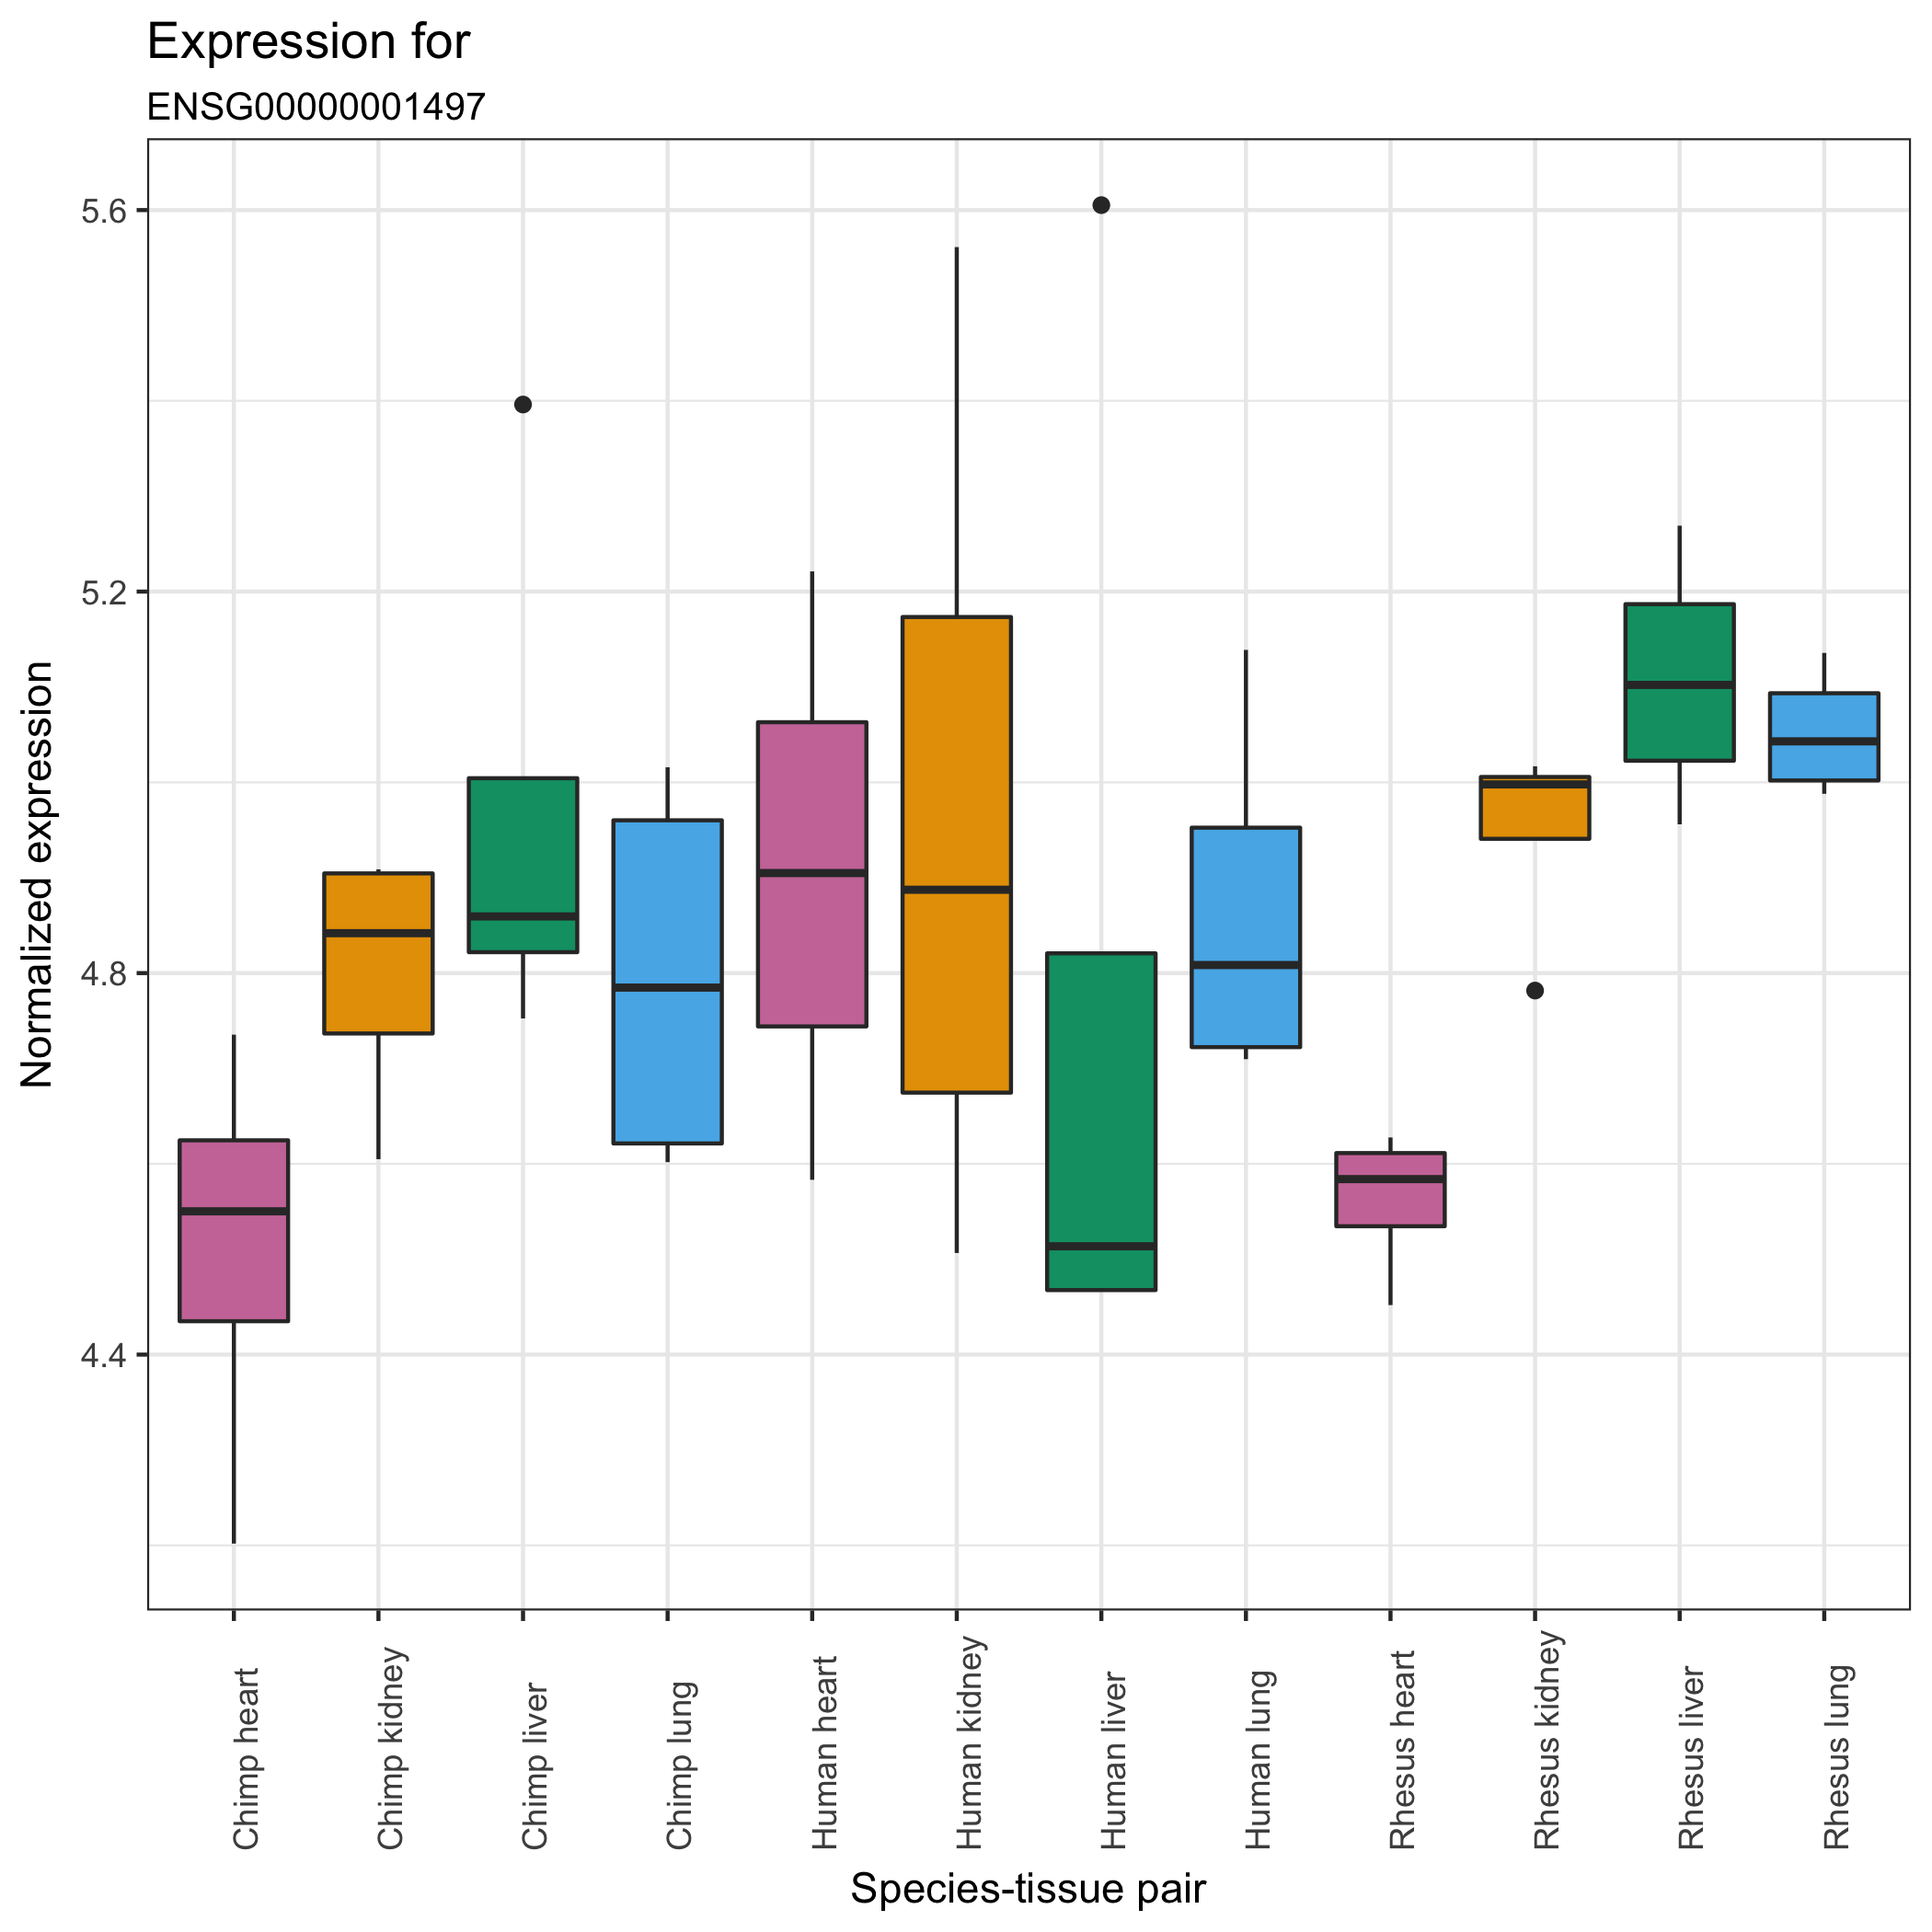 Expression for
ENSG00000001497
Normalized expression
5.6
5.2
4.8
4.4
Chimp heart
Chimp kidney
Chimp liver
Chimp lung
Human heart
Human kidney
Human liver
Human lung
Rhesus heart
Rhesus kidney
Rhesus liver
Rhesus lung
Species-tissue pair